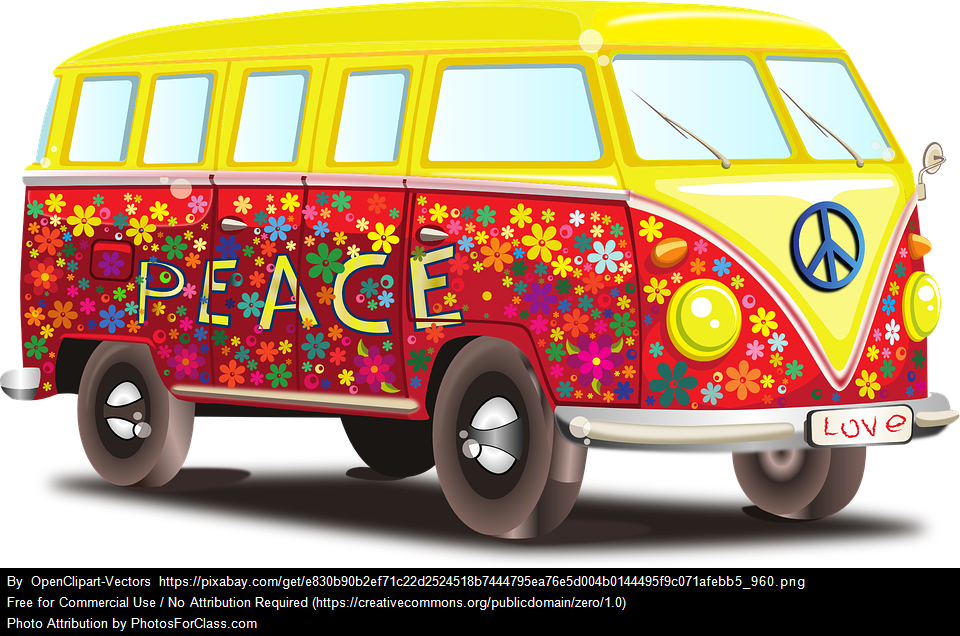 PEACE
LOVE
By OpenClipart-Vectors https://pixabay.com/get/e830b90b2ef71c22d2524518b7444795ea76e5d004b0144495f9c071afebb5_960.png
Free for Commercial Use / No Attribution Required (https://creativecommons.org/publicdomain/zero/1.0)
Photo Attribution by PhotosForClass.com